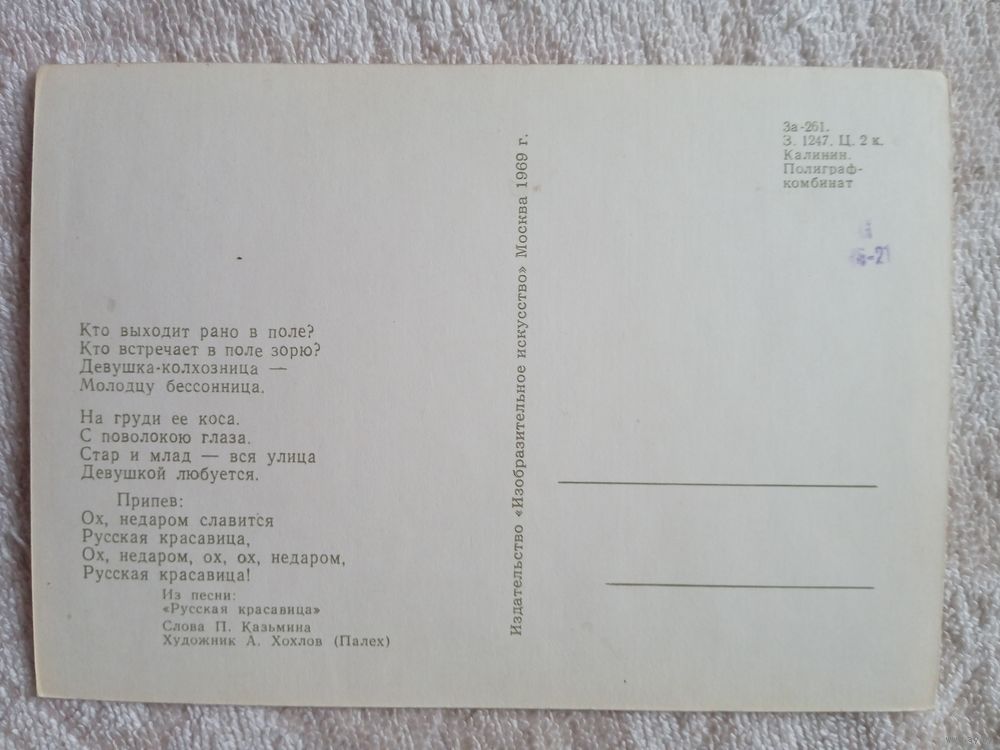 Кто выходит рано в поле?
Кто встречает в поле зорю?
Девушка-колхозница —
Молодцу бессонница.
На груди ее коса.
С поволокою глаза.
Стар и млад — вся улица
Девушкой любуется.
Припев:
Ох, недаром славится
Русская красавица,
Ох, недаром, ох, ох, недаром,
Русская красавица!
Из песни:
«Русская красавица»
Слова П. Казьмина
Художник А. Хохлов (Палех)
Издательство «Изобразительное искусство» Москва 1969 г.
За-261.
З. 1247. Ц. 2 к.
Калинин.
Полиграф-
комбинат